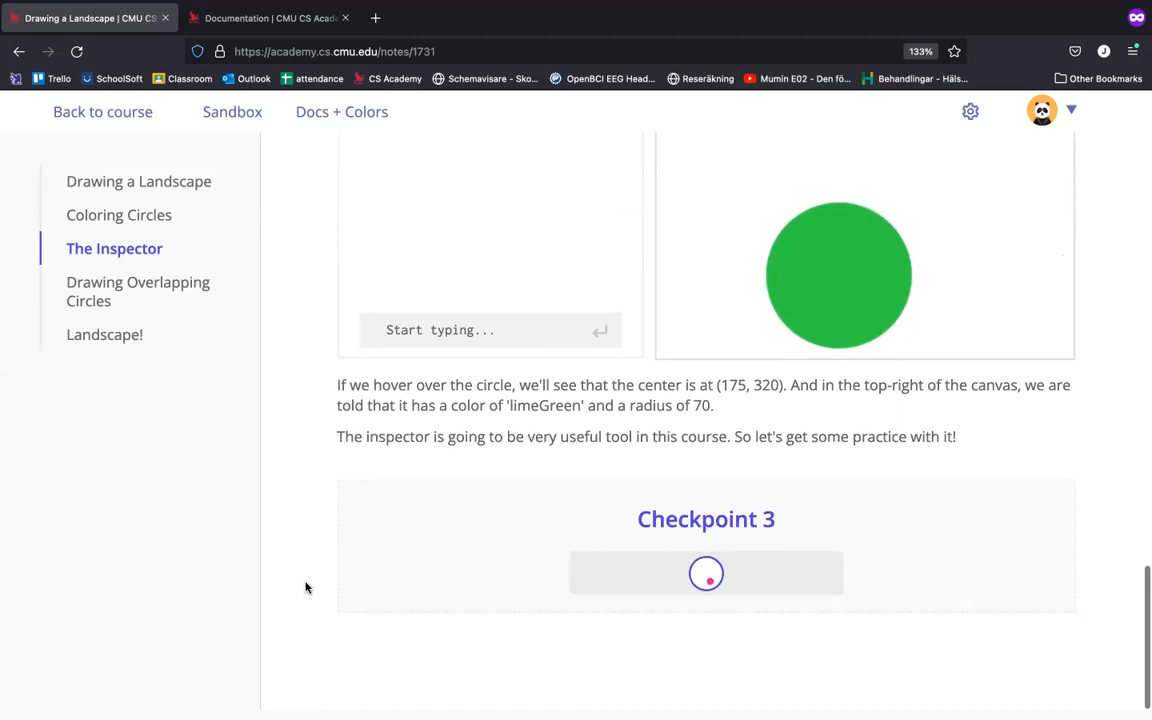 Drawing a Landscape | CMU CS
Documentation | CMU CS Acade
https://academy.cs.cmu.edu/notes/1731
133%
J
Trello
SchoolSoft
Classroom
Outlook
attendance
CS Academy
Schemavisare - Sko...
OpenBCI EEG Head...
Reseräkning
Mumin E02 - Den fö...
Behandlingar - Häls...
Other Bookmarks
Back to course
Sandbox
Docs + Colors
Drawing a Landscape
Coloring Circles
The Inspector
Drawing Overlapping
Circles
Landscape!
Start typing...
If we hover over the circle, we'll see that the center is at (175, 320). And in the top-right of the canvas, we are
told that it has a color of 'limeGreen' and a radius of 70.
The inspector is going to be very useful tool in this course. So let's get some practice with it!
Checkpoint 3